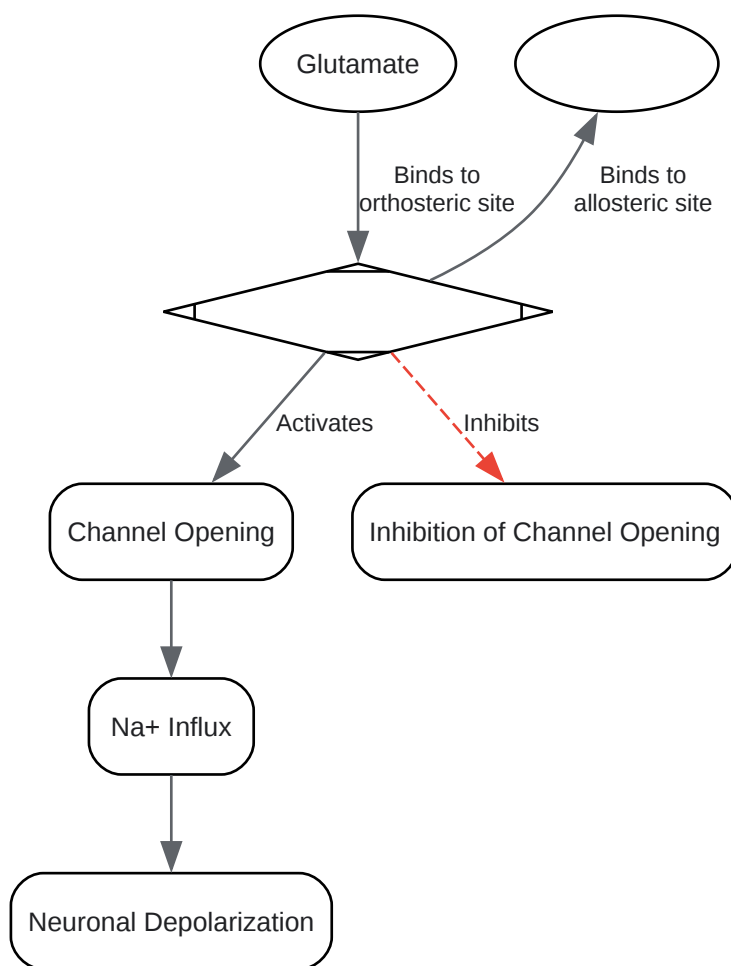 Glutamate
Binds to
orthosteric site
Binds to
allosteric site
Activates
Inhibits
Channel Opening
Inhibition of Channel Opening
Na+ Influx
Neuronal Depolarization